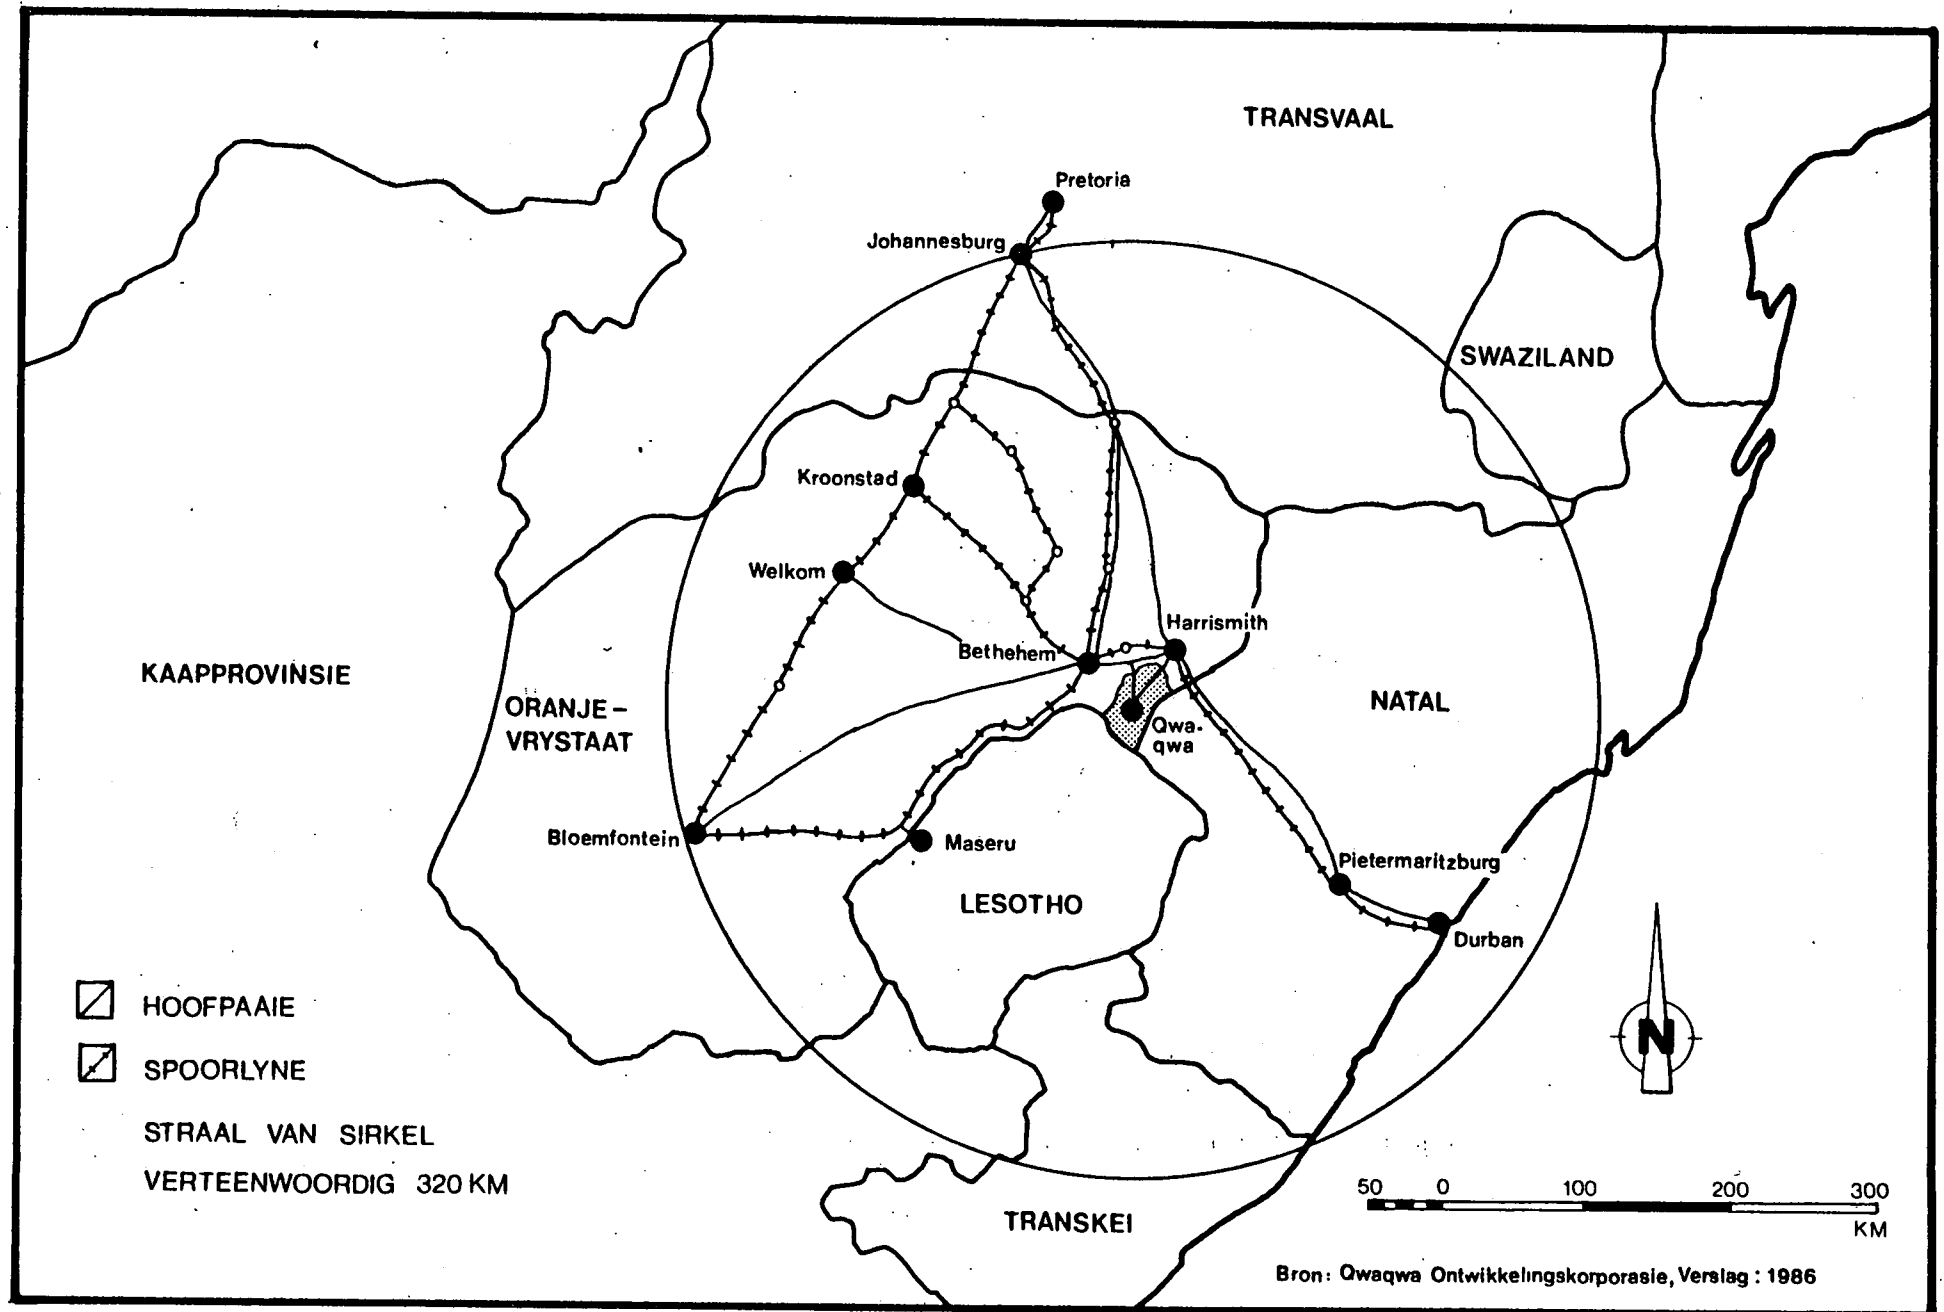 TRANSVAAL
Pretoria
Johannesburg
SWAZILAND
Kroonstad
Welkom
Harrismith
Bethehem
KAAPPROVINSIE
ORANJE-
VRYSTAAT
NATAL
Qwa-
qwa
Bloemfontein
Maseru
Pietermaritzburg
LESOTHO
Durban
HOOFPAAIE
N
SPOORLYNE
STRAAL VAN SIRKEL
VERTEENWOORDIG 320 KM
50 0 100 200 300
KM
TRANSKEI
Bron: Qwaqwa Ontwikkelingskorporasie, Verslag: 1986